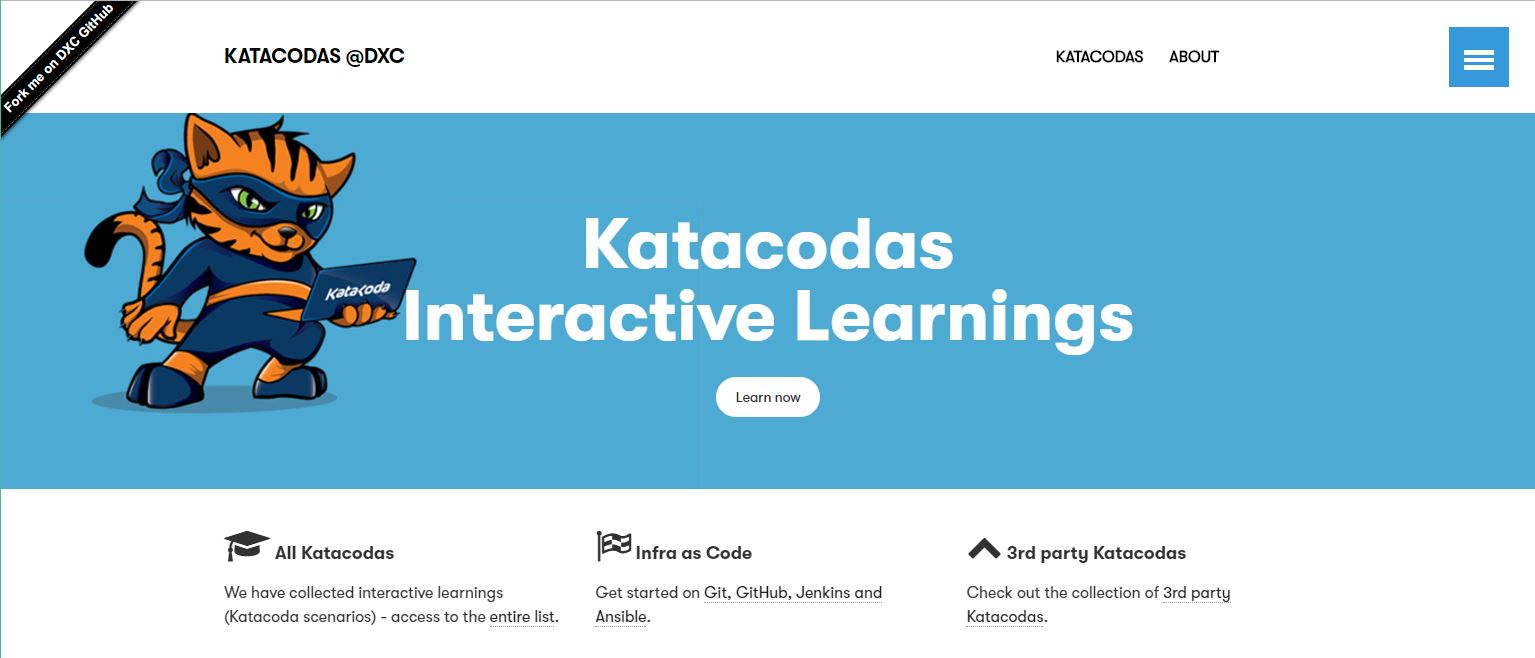 Fork me on DXC GitHub
KATACODAS @DXC
KATACODAS ABOUT
Katacoda
Katacodas
Interactive Learnings
Learn now
All Katacodas
We have collected interactive learnings
(Katacoda scenarios) - access to the entire list.
Infra as Code
Get started on Git, GitHub, Jenkins and
Ansible.
3rd party Katacodas
Check out the collection of 3rd party
Katacodas.